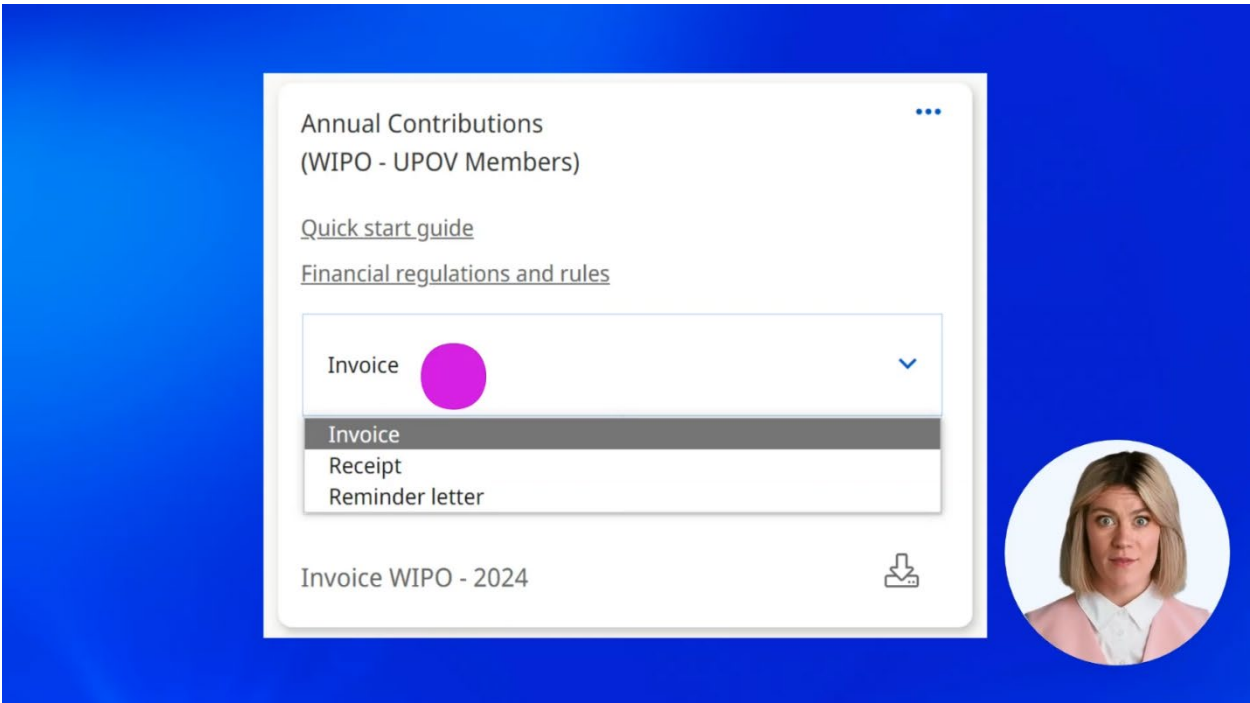 Annual Contributions
(WIPO - UPOV Members)
Quick start guide
Financial regulations and rules
Invoice
Invoice
Receipt
Reminder letter
Invoice WIPO - 2024